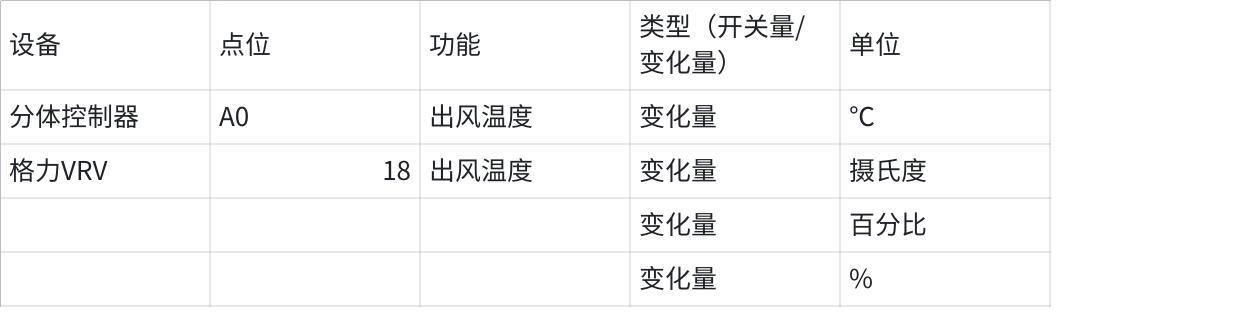 设备 点位 功能 类型（开关量/
变化量） 单位
分体控制器 A0 出风温度 变化量 ℃
格力VRV 18 出风温度 变化量 摄氏度
变化量 百分比
变化量 %